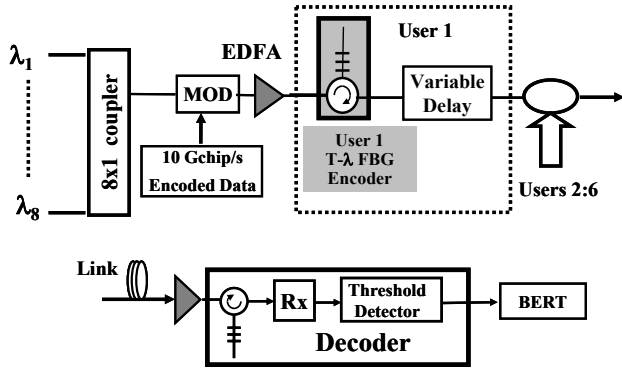 λ1
λ8
8x1 coupler
MOD
10 Gchip/s
Encoded Data
EDFA
User 1
User 1
T-λ FBG
Encoder
Variable
Delay
Users 2:6
Link
Rx
Threshold
Detector
Decoder
BERT